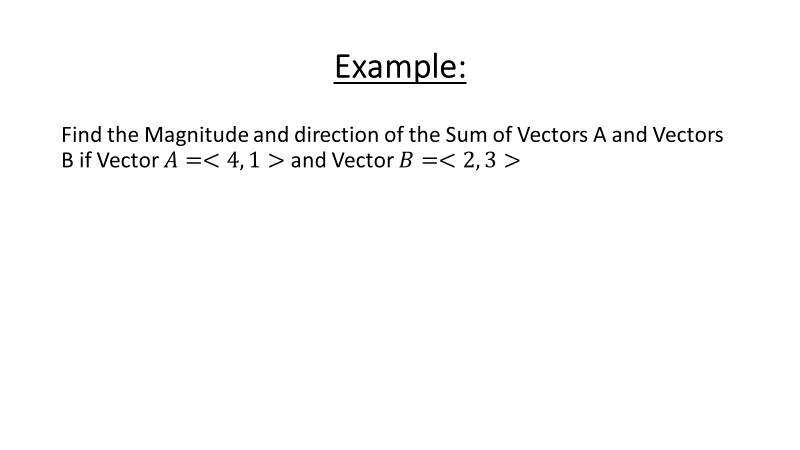 Example:
Find the Magnitude and direction of the Sum of Vectors A and Vectors
B if Vector 𝐴 =< 4, 1 > and Vector 𝐵 =< 2, 3 >